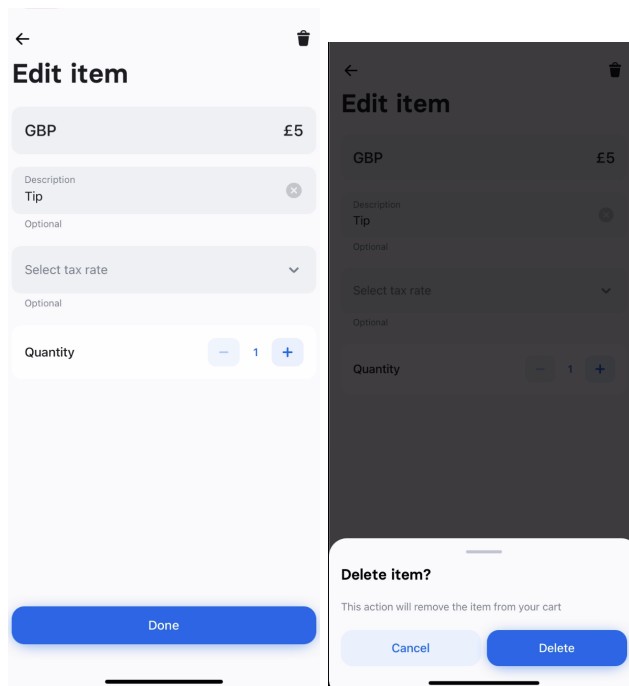 Edit item
GBP £5
Description
Tip
Optional
Select tax rate
Optional
Quantity − 1 +
Done
Edit item
GBP £5
Description
Tip
Optional
Select tax rate
Optional
Quantity − 1 +
Delete item?
This action will remove the item from your cart
Cancel Delete